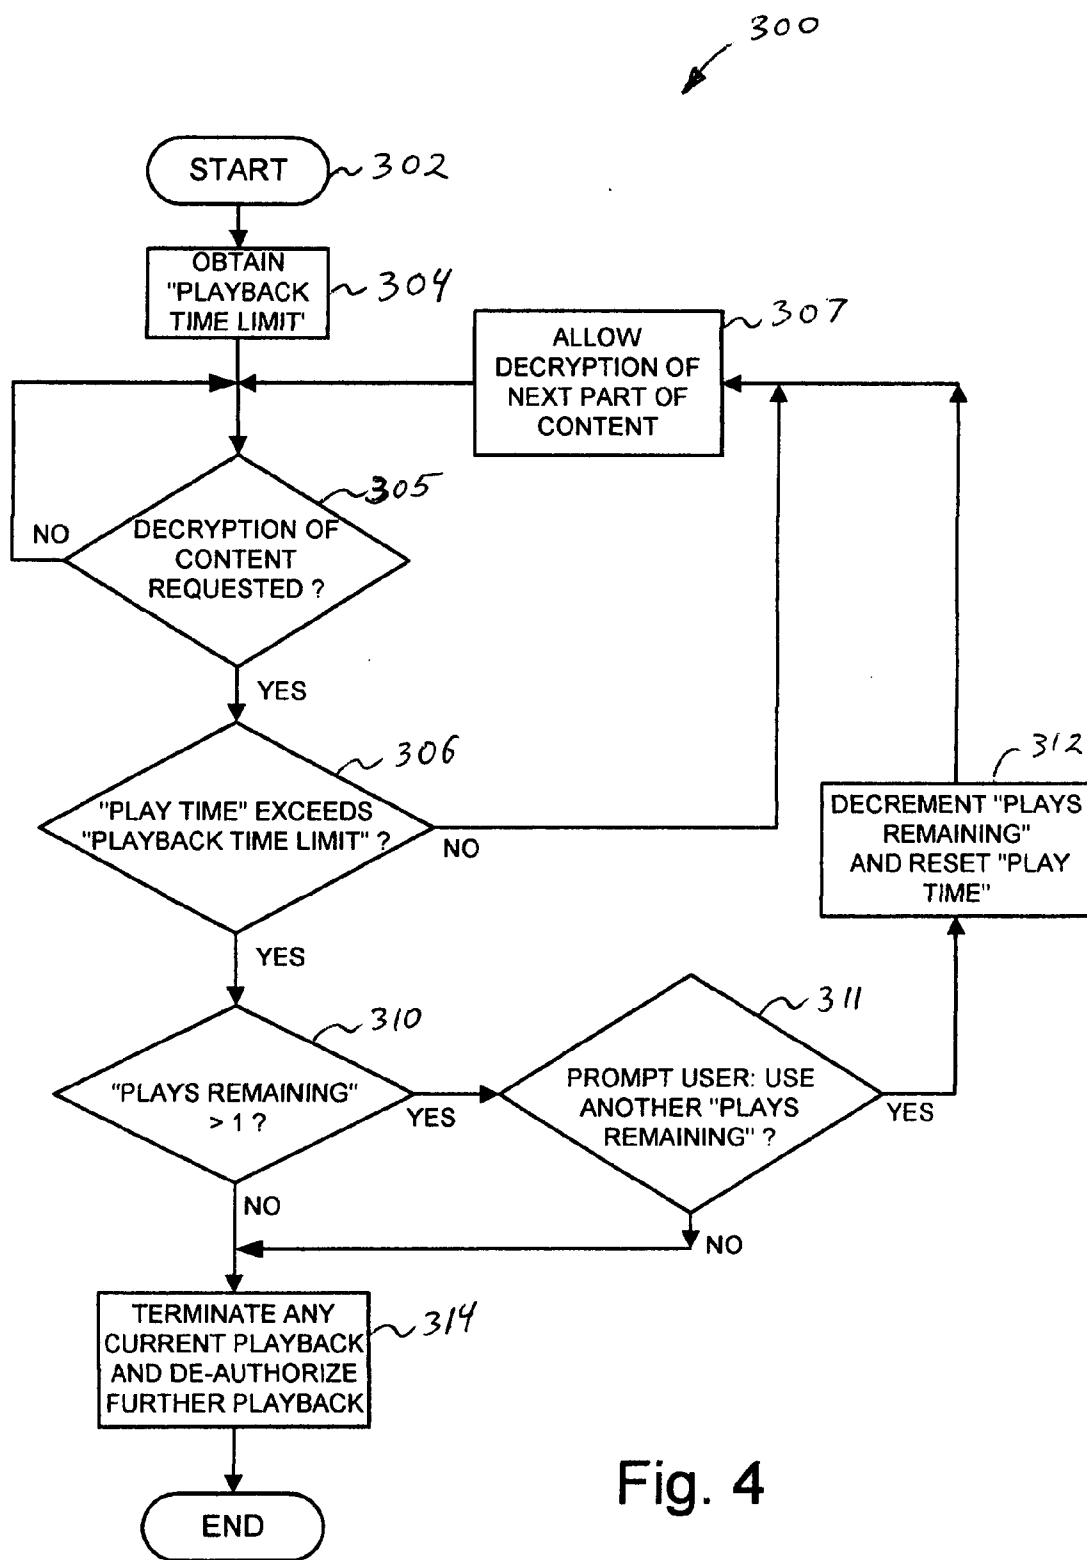 300
START
302
OBTAIN
"PLAYBACK
TIME LIMIT'
304
ALLOW
DECRYPTION OF
NEXT PART OF
CONTENT
307
DECRYPTION OF
CONTENT
REQUESTED ?
305
NO
YES
"PLAY TIME" EXCEEDS
"PLAYBACK TIME LIMIT" ?
306
NO
YES
DECREMENT "PLAYS
REMAINING"
AND RESET "PLAY
TIME"
312
"PLAYS REMAINING"
> 1 ?
310
YES
NO
PROMPT USER: USE
ANOTHER "PLAYS
REMAINING" ?
311
YES
NO
TERMINATE ANY
CURRENT PLAYBACK
AND DE-AUTHORIZE
FURTHER PLAYBACK
314
END
Fig. 4